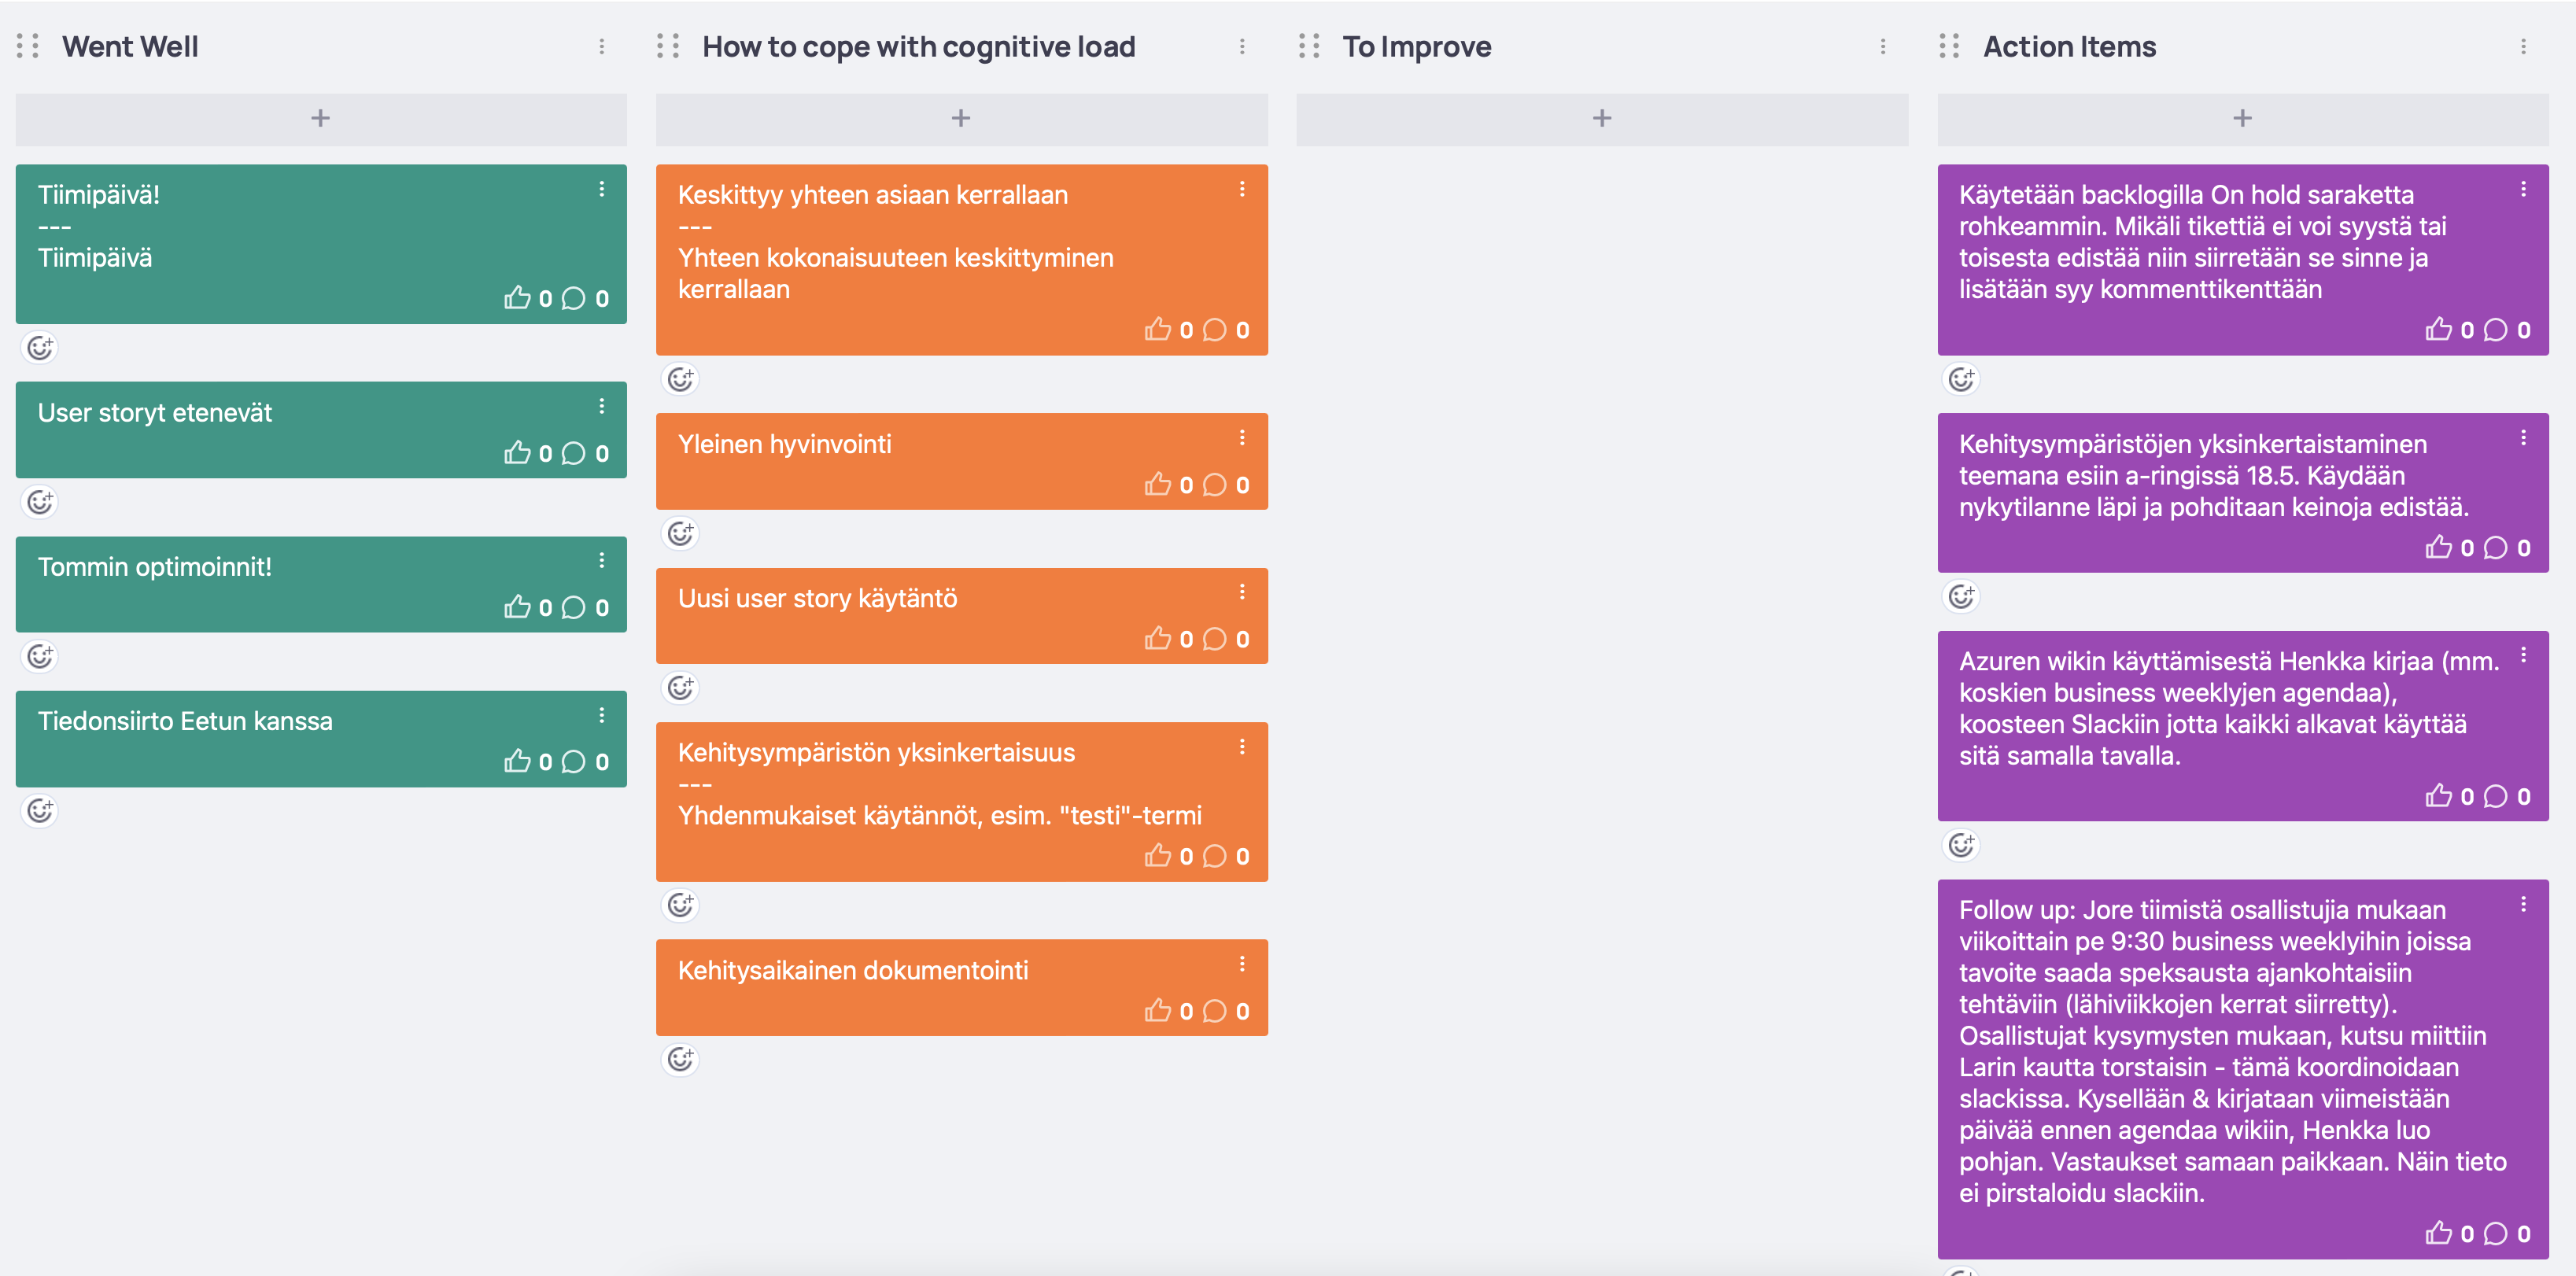 Went Well
+
Tiimipäivä!
---
Tiimipäivä
0 0
User storyt etenevät
0 0
Tommin optimoinnit!
0 0
Tiedonsiirto Eetun kanssa
0 0
How to cope with cognitive load
+
Keskittyy yhteen asiaan kerrallaan
---
Yhteen kokonaisuuteen keskittyminen
kerrallaan
0 0
Yleinen hyvinvointi
0 0
Uusi user story käytäntö
0 0
Kehitysympäristön yksinkertaisuus
---
Yhdenmukaiset käytännöt, esim. "testi"-termi
0 0
Kehitysaikainen dokumentointi
0 0
To Improve
+
Action Items
+
Käytetään backlogilla On hold saraketta
rohkeammin. Mikäli tikettiä ei voi syystä tai
toisesta edistää niin siirretään se sinne ja
lisätään syy kommenttikenttään
0 0
Kehitysympäristöjen yksinkertaistaminen
teemana esiin a-ringissä 18.5. Käydään
nykytilanne läpi ja pohditaan keinoja edistää.
0 0
Azuren wikin käyttämisestä Henkka kirjaa (mm.
koskien business weeklyjen agendaa),
koosteen Slackiin jotta kaikki alkavat käyttää
sitä samalla tavalla.
0 0
Follow up: Jore tiimistä osallistujia mukaan
viikoittain pe 9:30 business weeklyihin joissa
tavoite saada speksausta ajankohtaisiin
tehtäviin (lähiviikkojen kerrat siirretty).
Osallistujat kysymysten mukaan, kutsu miittiin
Larin kautta torstaisin - tämä koordinoidaan
slackissa. Kysellään & kirjataan viimeistään
päivää ennen agendaa wikiin, Henkka luo
pohjan. Vastaukset samaan paikkaan. Näin tieto
ei pirstaloidu slackiin.
0 0